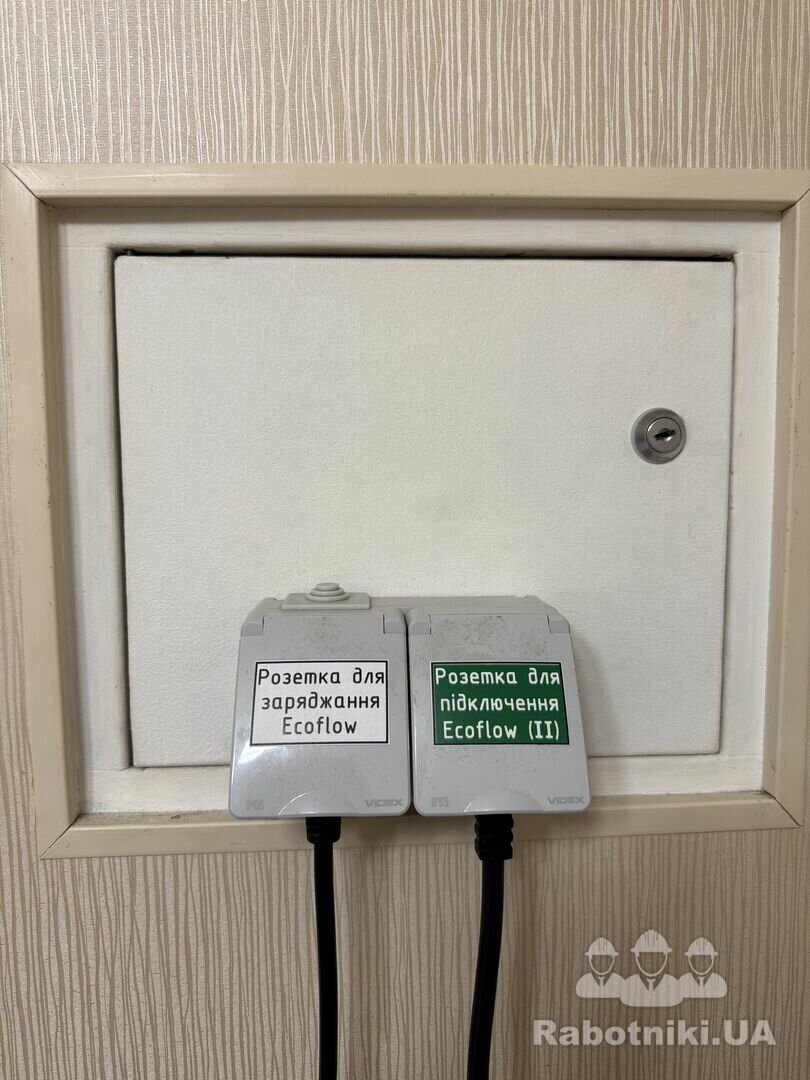 Розетка для
заряджання
Ecoflow
Розетка для
підключення
Ecoflow (II)
IP65 VIDEX
IP65 VIDEX
Rabotniki.UA